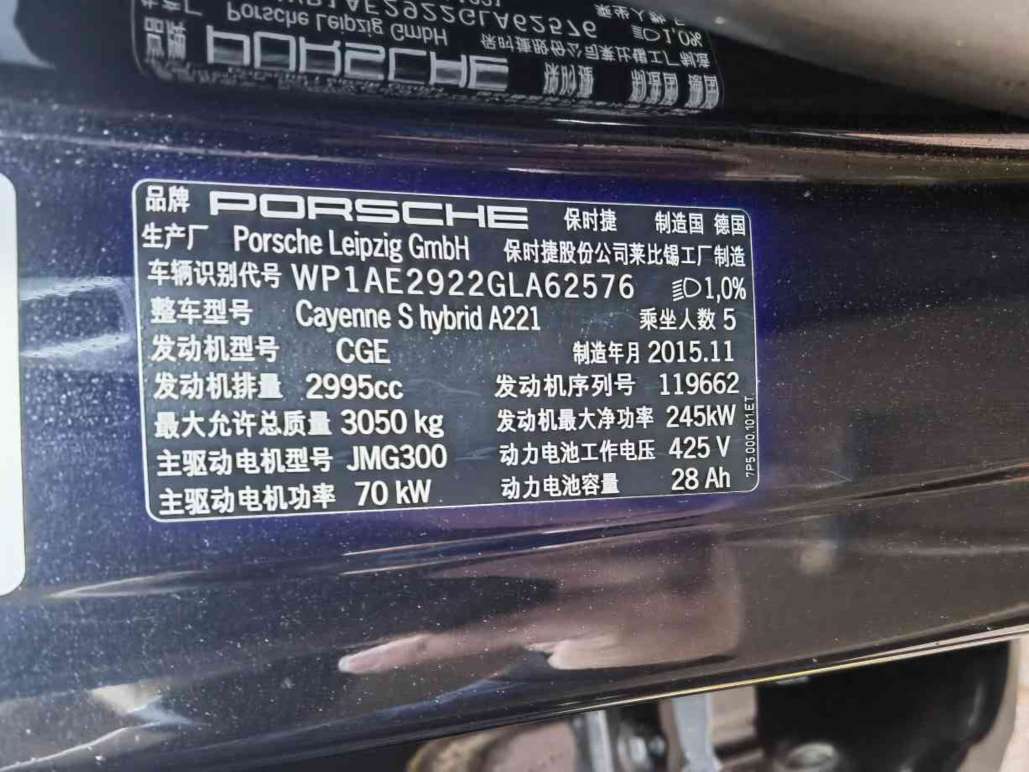 品牌 PORSCHE 保时捷 制造国 德国
生产厂 Porsche Leipzig GmbH 保时捷股份公司莱比锡工厂制造
车辆识别代号 WP1AE2922GLA62576 1,0%
整车型号 Cayenne S hybrid A221 乘坐人数 5
发动机型号 CGE 制造年月 2015.11
发动机排量 2995cc 发动机序列号 119662
最大允许总质量 3050 kg 发动机最大净功率 245kW
主驱动电机型号 JMG300 动力电池工作电压 425 V
主驱动电机功率 70 kW 动力电池容量 28 Ah
7P5.000.101.ET